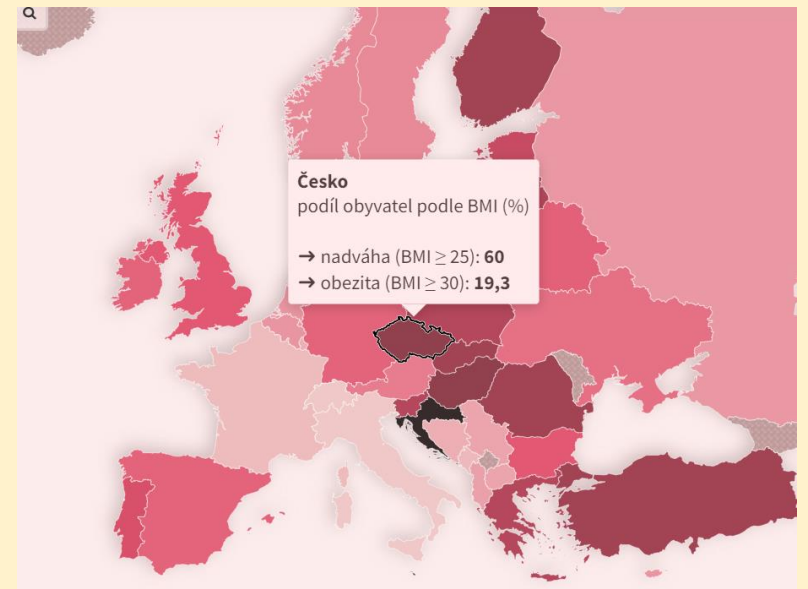 Česko
podíl obyvatel podle BMI (%)
→ nadváha (BMI ≥ 25): 60
→ obezita (BMI ≥ 30): 19,3